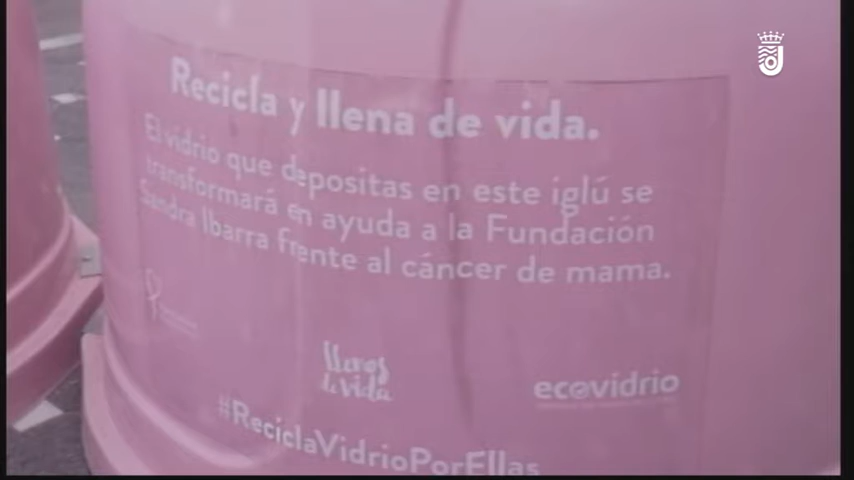 Recicla y llena de vida.
El vidrio que depositas en este iglú se
transformará en ayuda a la Fundación
Sandra Ibarra frente al cáncer de mama.
llenos
de vida
ecovidrio
#ReciclaVidrioPorEllas